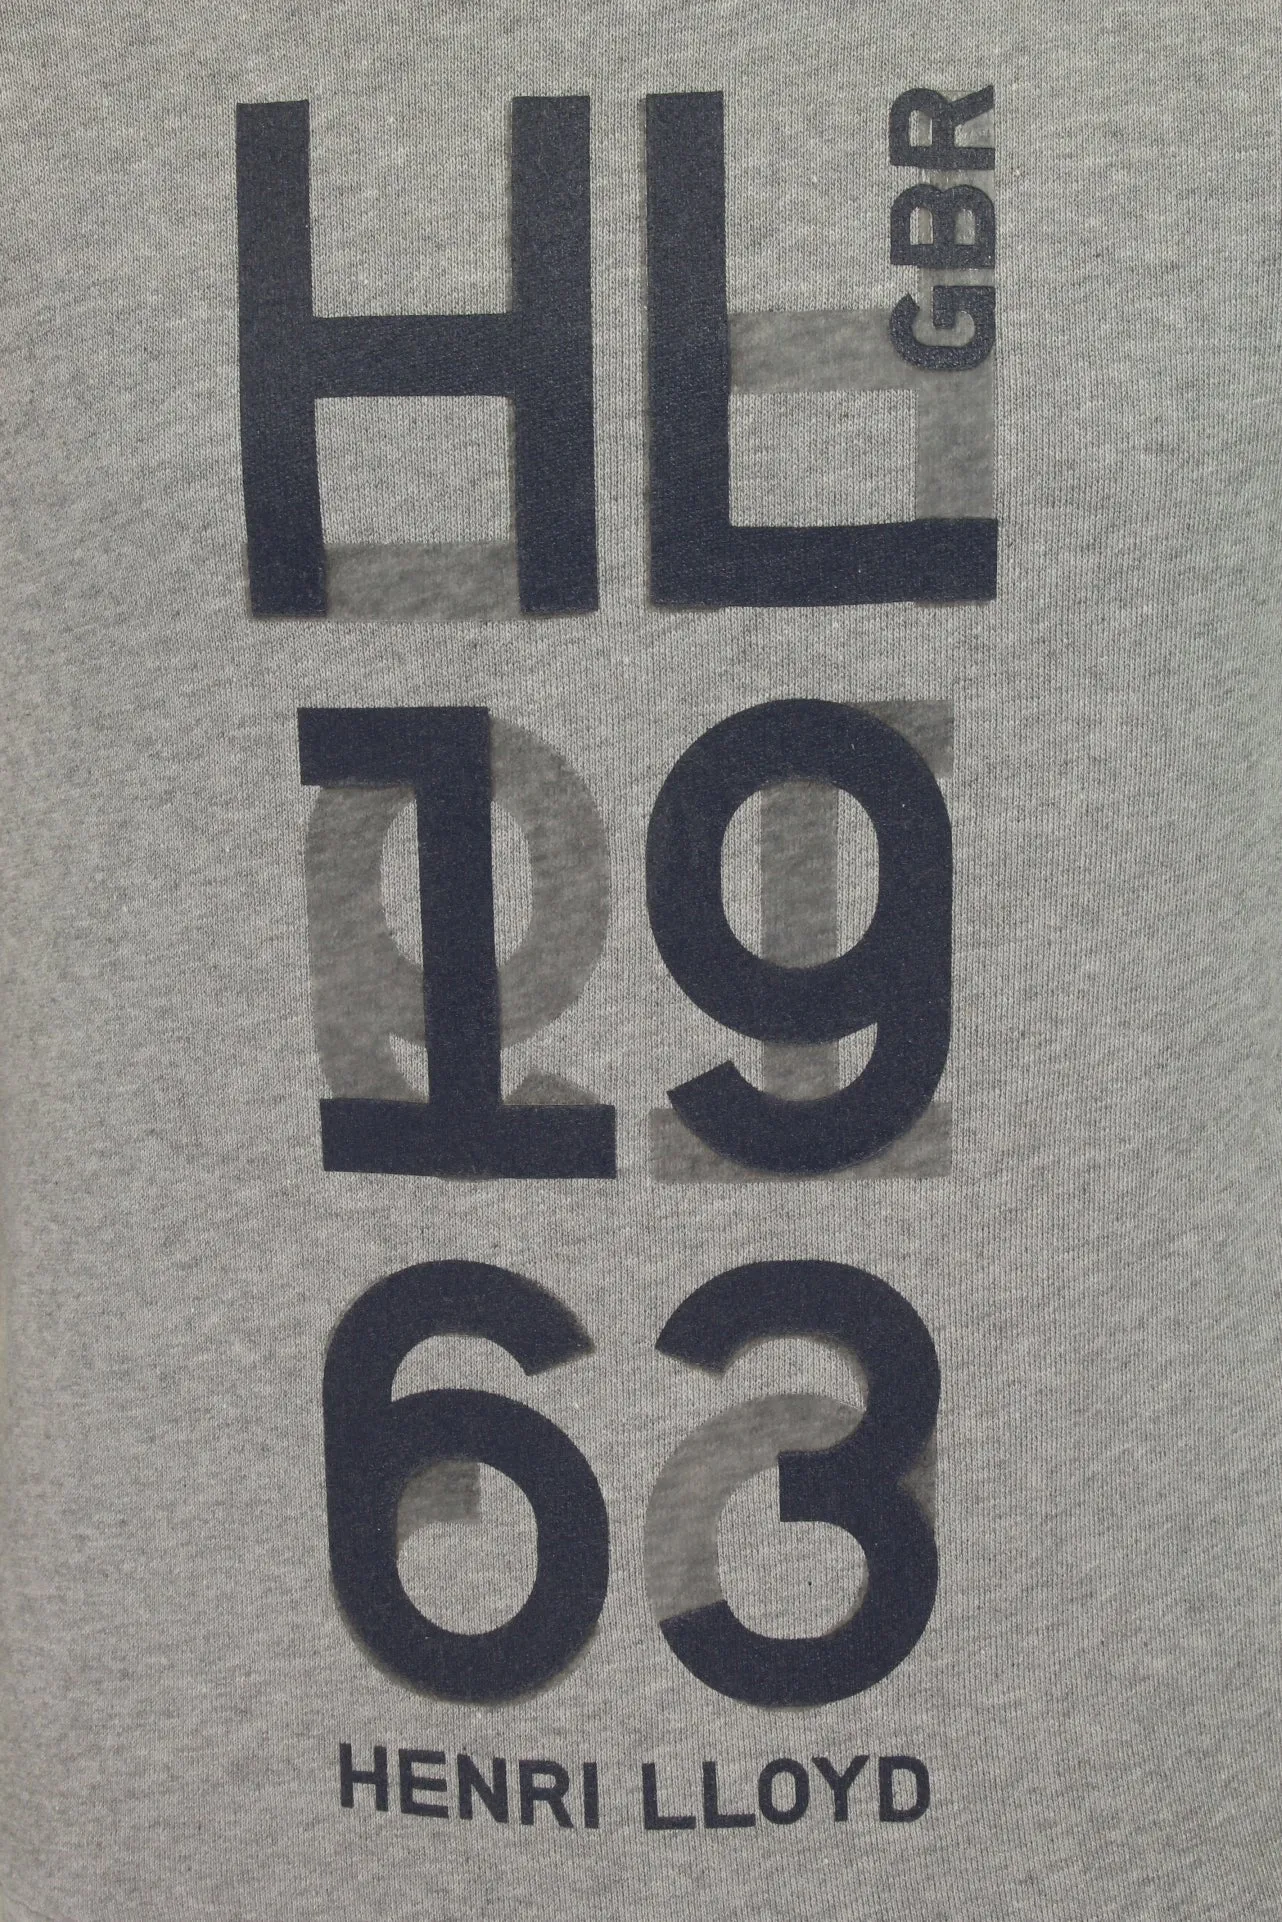 HL GBR
19
63
HENRI LLOYD